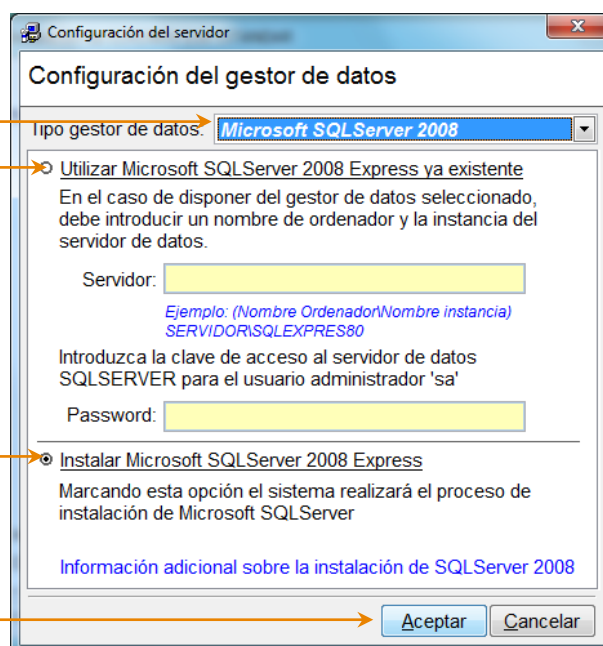 Configuración del servidor
Configuración del gestor de datos
Tipo gestor de datos: Microsoft SQLServer 2008
Utilizar Microsoft SQLServer 2008 Express ya existente
En el caso de disponer del gestor de datos seleccionado,
debe introducir un nombre de ordenador y la instancia del
servidor de datos.
Servidor:
Ejemplo: (Nombre Ordenador\Nombre instancia)
SERVIDOR\SQLEXPRES80
Introduzca la clave de acceso al servidor de datos
SQLSERVER para el usuario administrador 'sa'
Password:
Instalar Microsoft SQLServer 2008 Express
Marcando esta opción el sistema realizará el proceso de
instalación de Microsoft SQLServer
Información adicional sobre la instalación de SQLServer 2008
Aceptar Cancelar